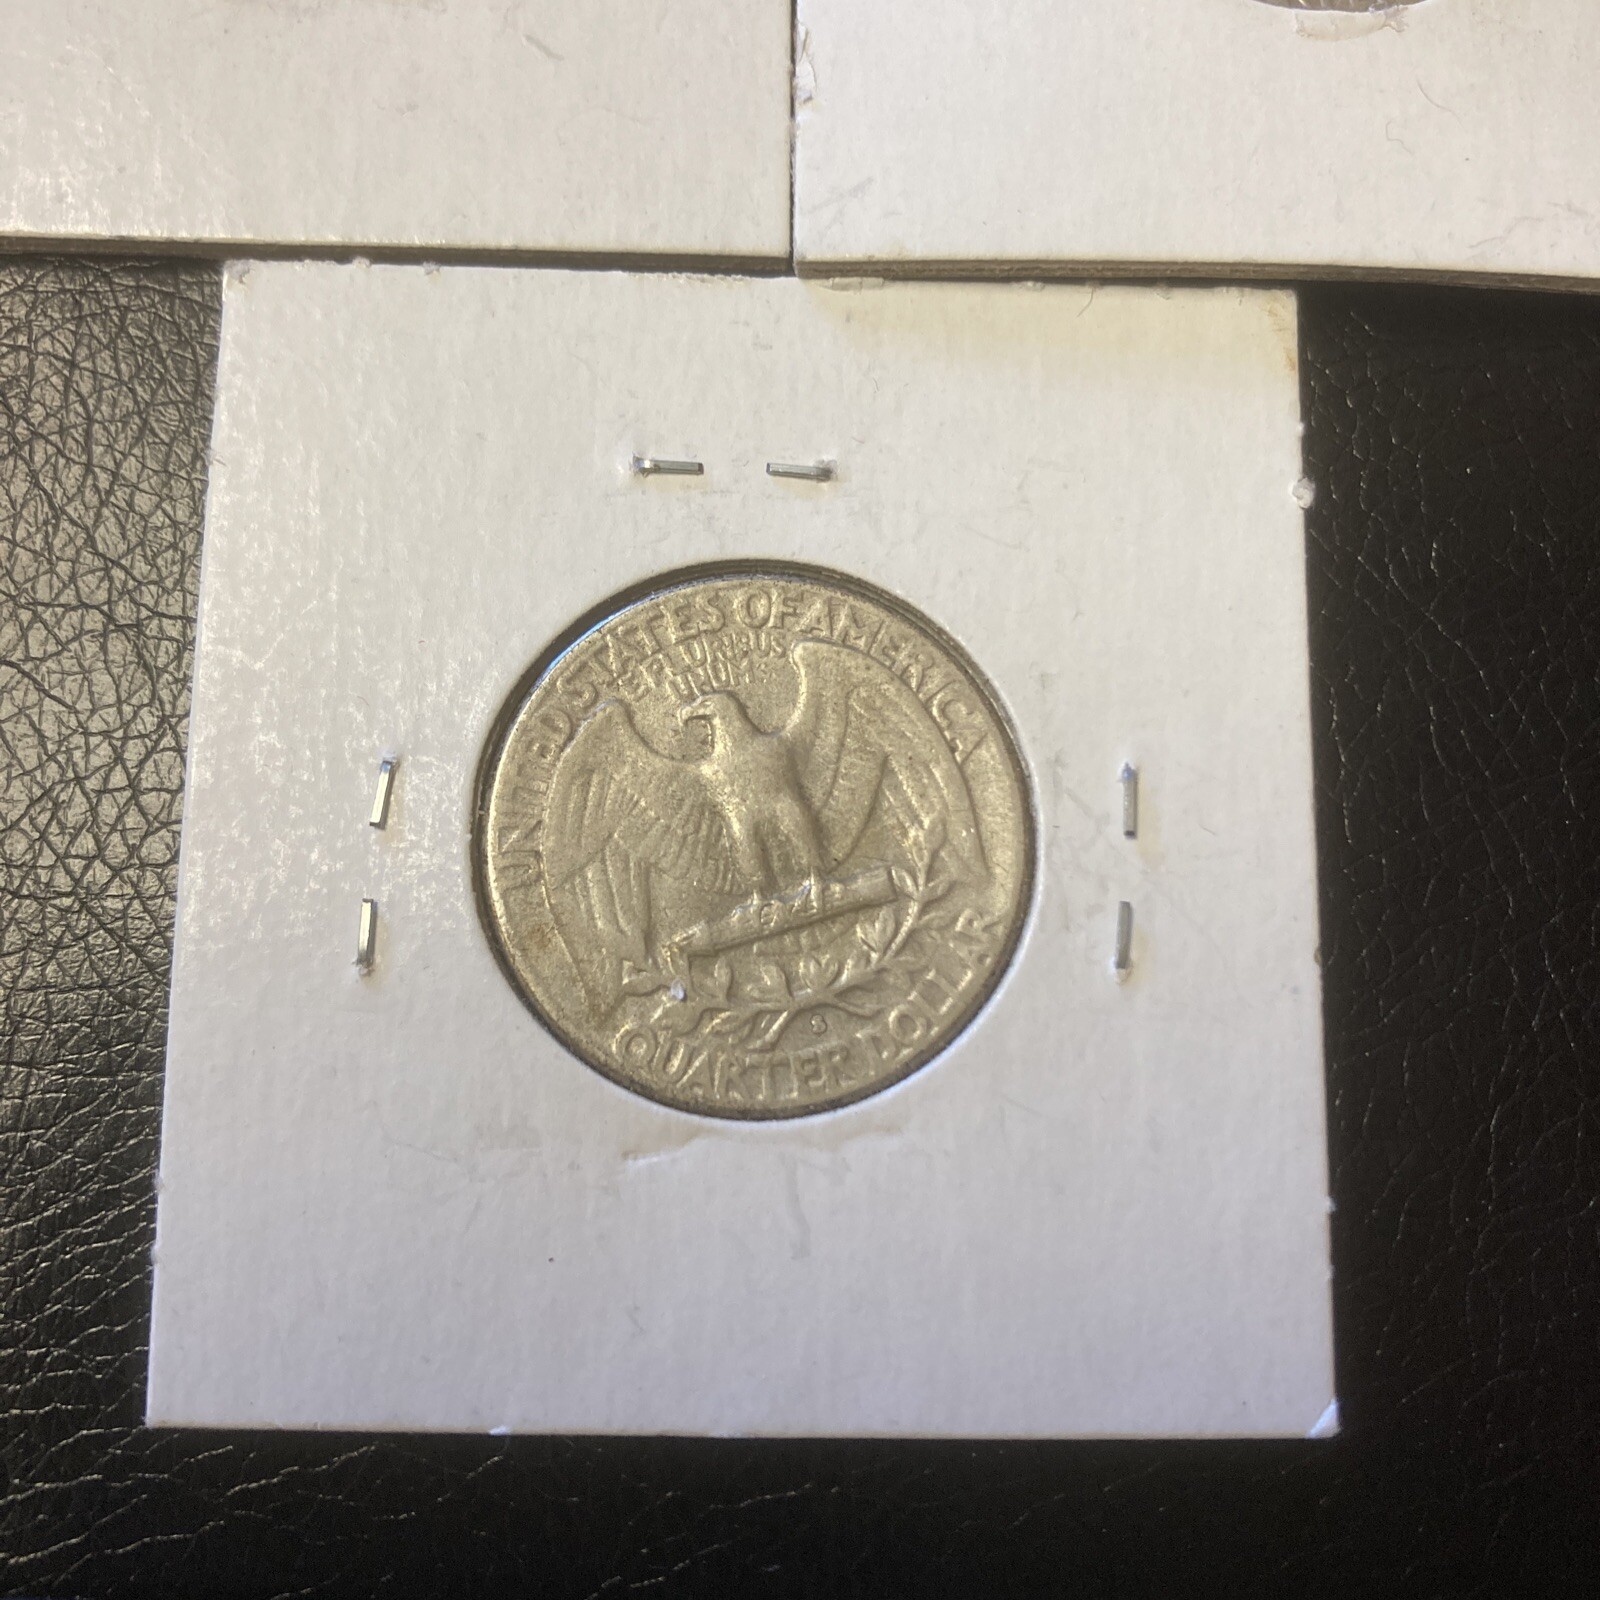 UNITED STATES OF AMERICA
E PLURIBUS
UNUM
S
QUARTER DOLLAR